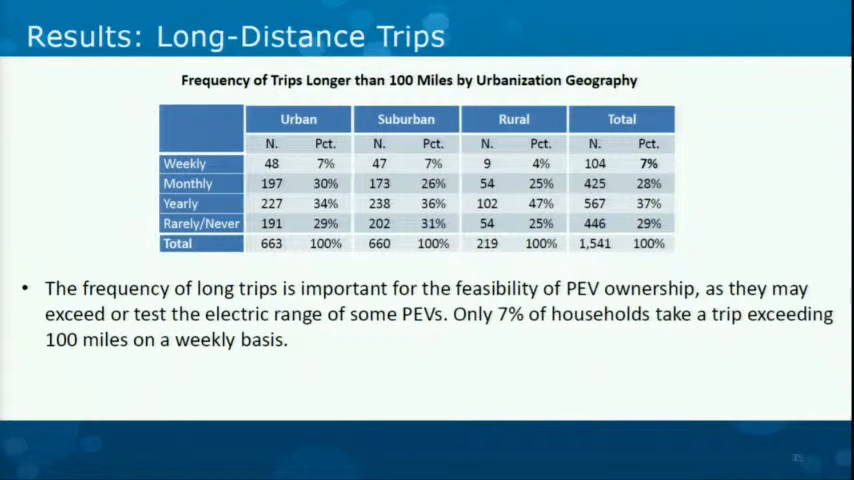 Results: Long-Distance Trips
Frequency of Trips Longer than 100 Miles by Urbanization Geography
Urban Suburban Rural Total
N. Pct. N. Pct. N. Pct. N. Pct.
Weekly 48 7% 47 7% 9 4% 104 7%
Monthly 197 30% 173 26% 54 25% 425 28%
Yearly 227 34% 238 36% 102 47% 567 37%
Rarely/Never 191 29% 202 31% 54 25% 446 29%
Total 663 100% 660 100% 219 100% 1,541 100%
• The frequency of long trips is important for the feasibility of PEV ownership, as they may
exceed or test the electric range of some PEVs. Only 7% of households take a trip exceeding
100 miles on a weekly basis.